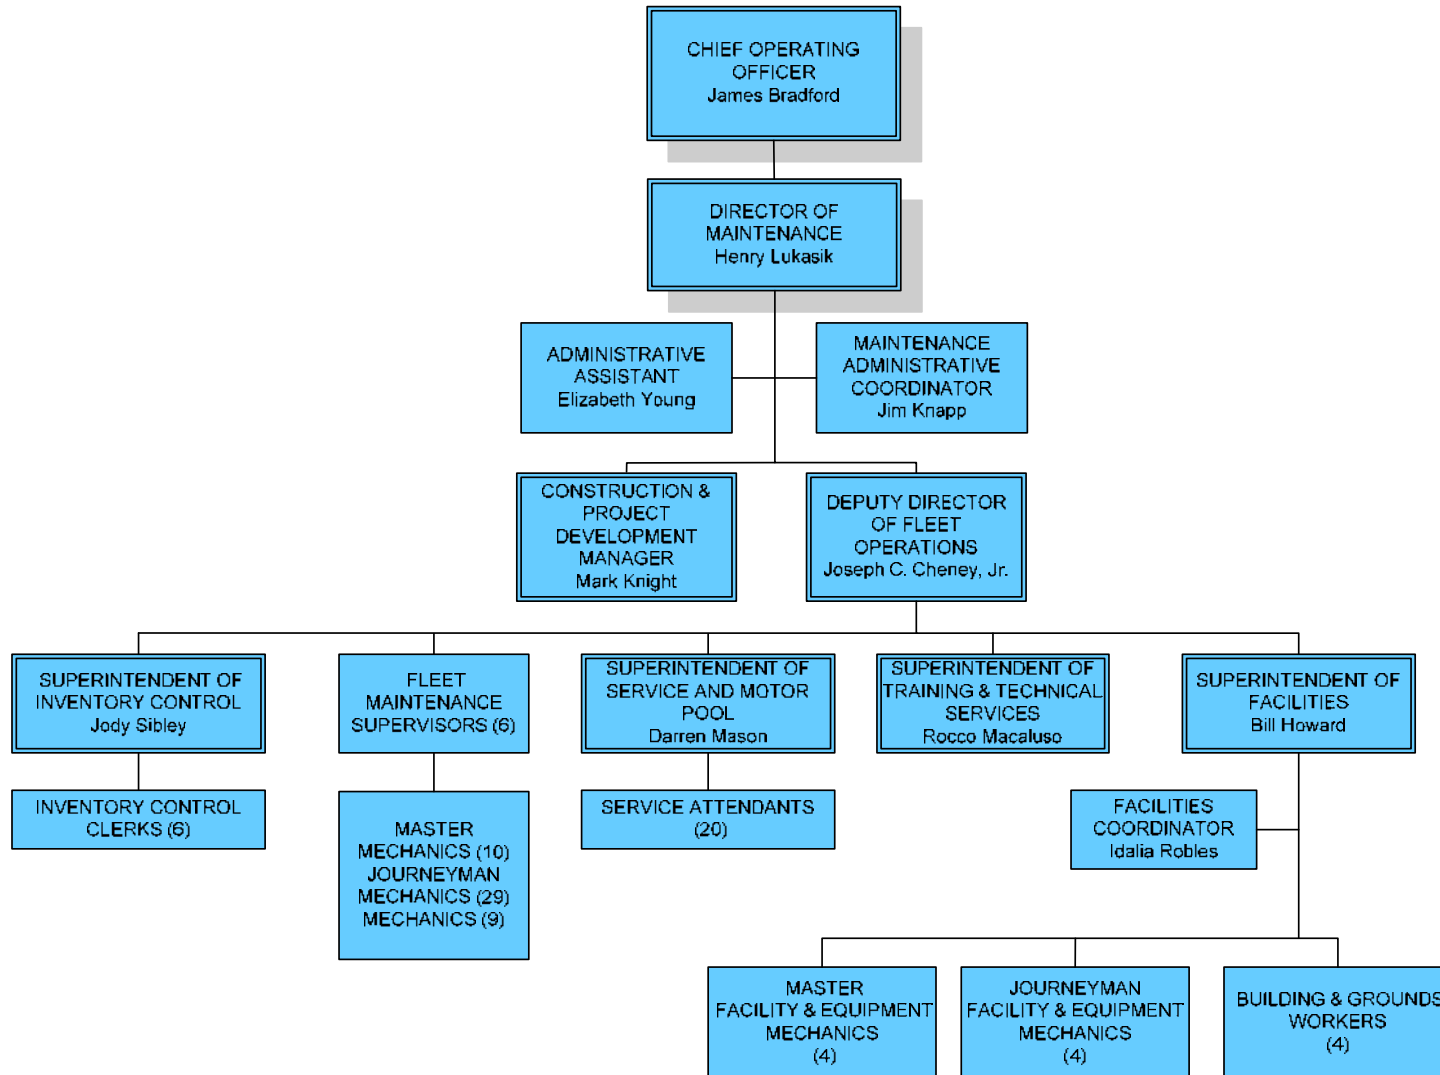 CHIEF OPERATING
OFFICER
James Bradford
DIRECTOR OF
MAINTENANCE
Henry Lukasik
ADMINISTRATIVE
ASSISTANT
Elizabeth Young
MAINTENANCE
ADMINISTRATIVE
COORDINATOR
Jim Knapp
CONSTRUCTION &
PROJECT
DEVELOPMENT
MANAGER
Mark Knight
DEPUTY DIRECTOR
OF FLEET
OPERATIONS
Joseph C. Cheney, Jr.
SUPERINTENDENT OF
INVENTORY CONTROL
Jody Sibley
FLEET
MAINTENANCE
SUPERVISORS (6)
SUPERINTENDENT OF
SERVICE AND MOTOR
POOL
Darren Mason
SUPERINTENDENT OF
TRAINING & TECHNICAL
SERVICES
Rocco Macaluso
SUPERINTENDENT OF
FACILITIES
Bill Howard
INVENTORY CONTROL
CLERKS (6)
MASTER
MECHANICS (10)
JOURNEYMAN
MECHANICS (29)
MECHANICS (9)
SERVICE ATTENDANTS
(20)
FACILITIES
COORDINATOR
Idalia Robles
MASTER
FACILITY & EQUIPMENT
MECHANICS
(4)
JOURNEYMAN
FACILITY & EQUIPMENT
MECHANICS
(4)
BUILDING & GROUNDS
WORKERS
(4)